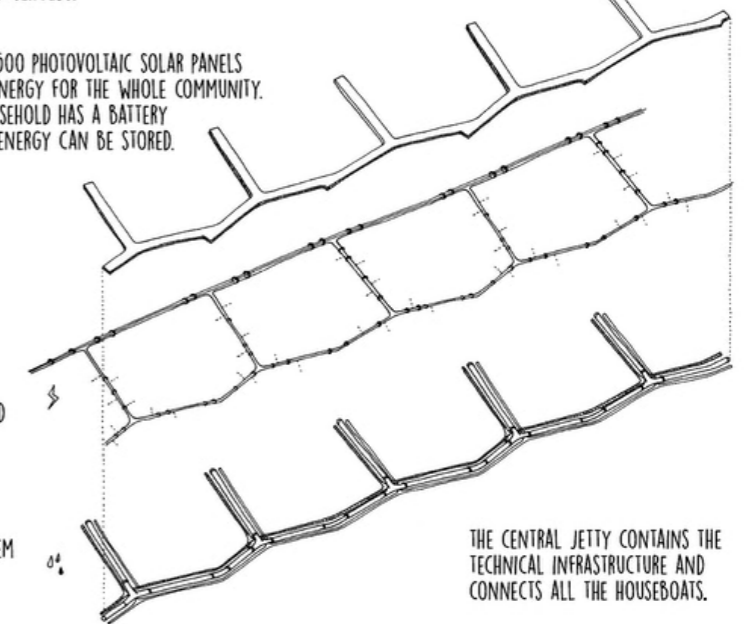 500 PHOTOVOLTAIC SOLAR PANELS
ENERGY FOR THE WHOLE COMMUNITY.
HAS A BATTERY
ENERGY CAN BE STORED.
THE CENTRAL JETTY CONTAINS THE
TECHNICAL INFRASTRUCTURE AND
CONNECTS ALL THE HOUSEBOATS.